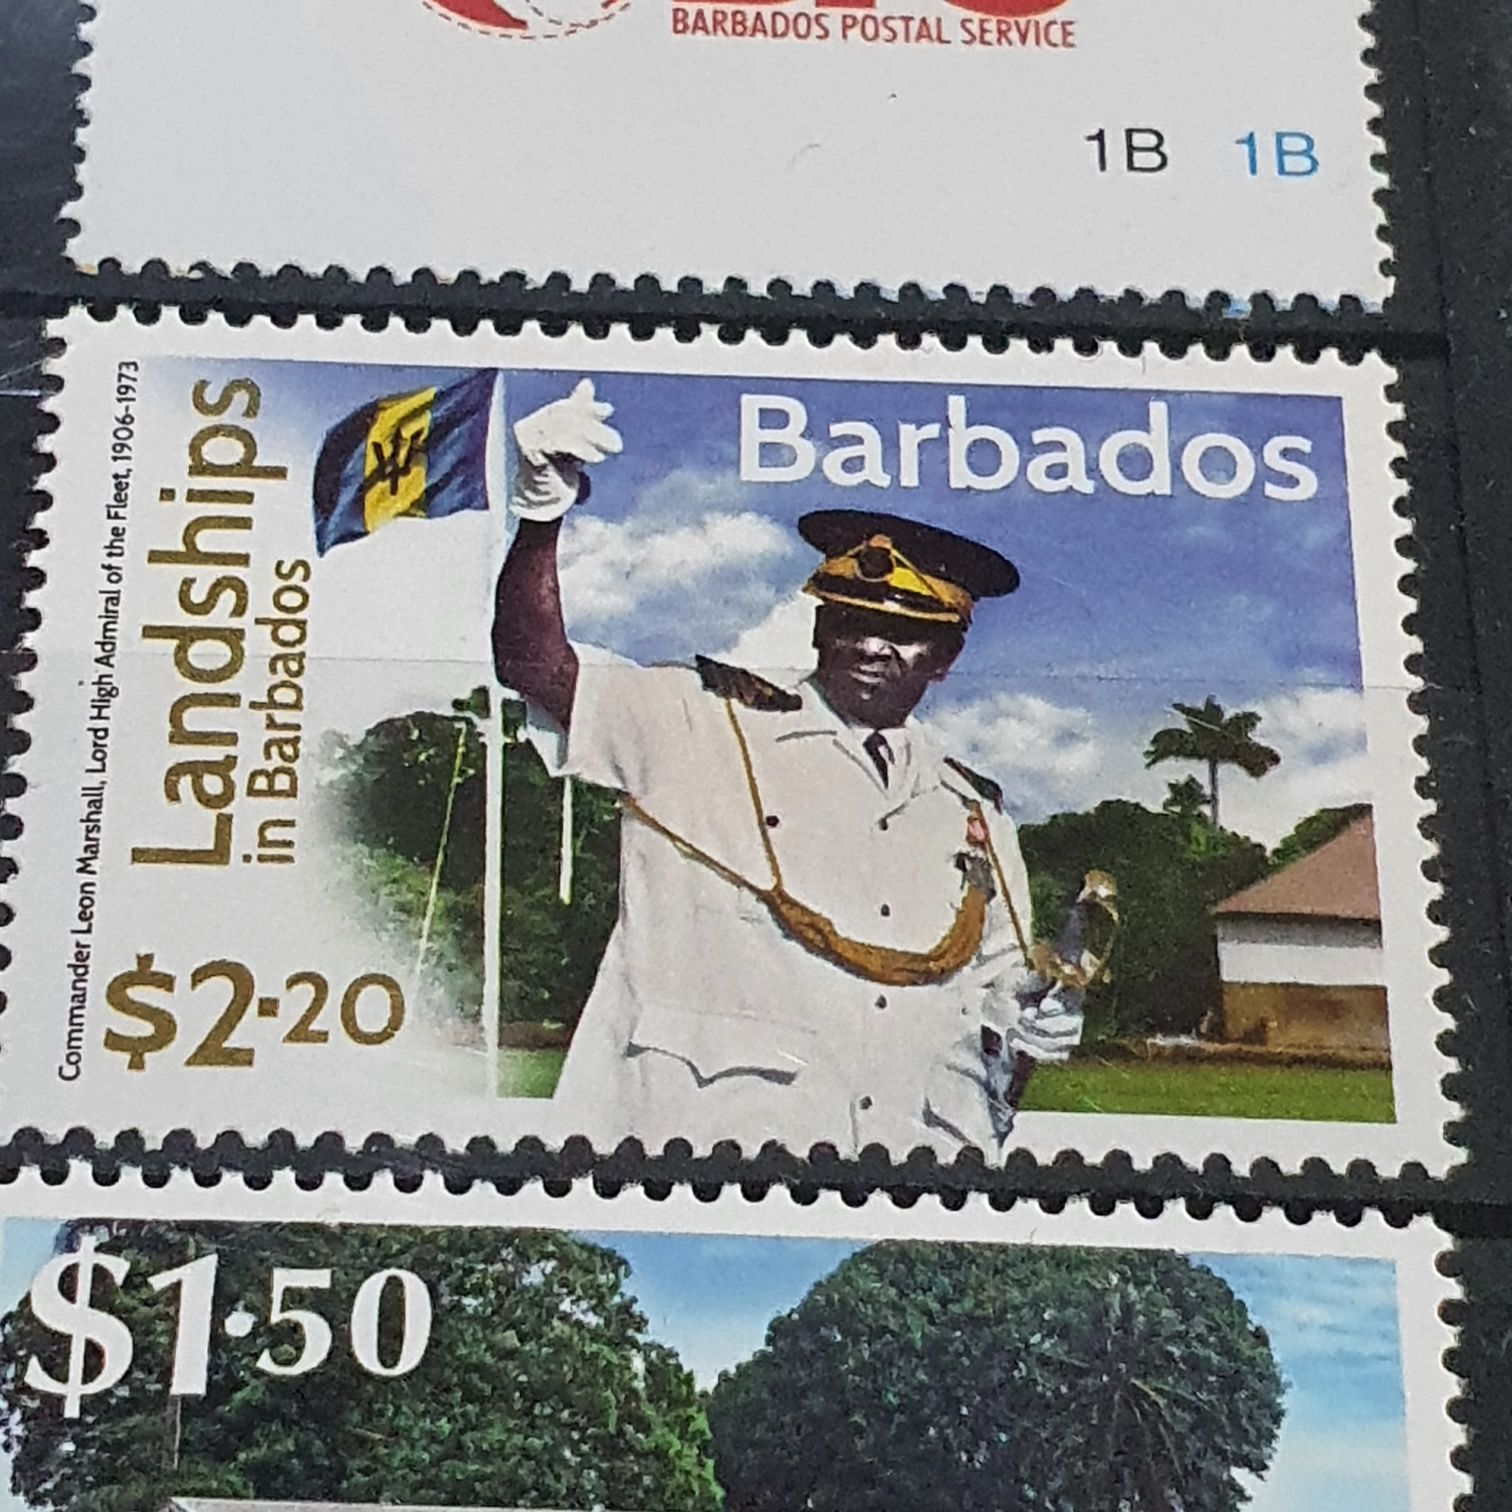 BARBADOS POSTAL SERVICE
1B 1B
Commander Leon Marshall, Lord High Admiral of the Fleet, 1906-1973
Landships
in Barbados
$2·20
Barbados
$1·50